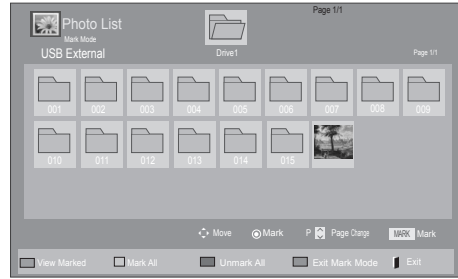 Page 1/1
Photo List
Mark Mode
USB External
Drive1
Page 1/1
001 002 003 004 005 006 007 008 009
010 011 012 013 014 015
Move Mark P Page Change MARK Mark
View Marked Mark All Unmark All Exit Mark Mode Exit